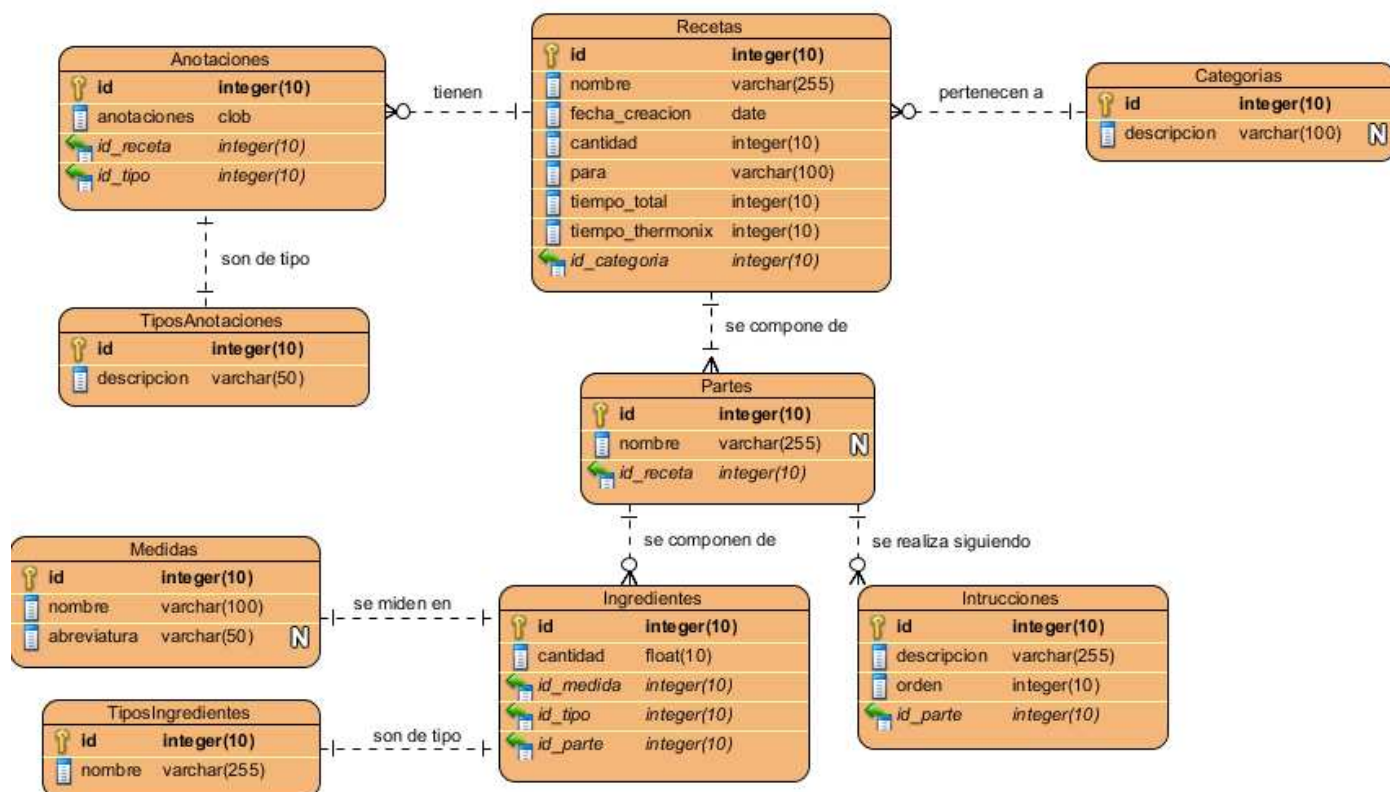 Recetas
id integer(10)
nombre varchar(255)
fecha_creacion date
cantidad integer(10)
para varchar(100)
tiempo_total integer(10)
tiempo_thermonix integer(10)
id_categoria integer(10)
Anotaciones
id integer(10)
anotaciones clob
id_receta integer(10)
id_tipo integer(10)
tienen
pertenecen a
Categorias
id integer(10)
descripcion varchar(100) N
son de tipo
TiposAnotaciones
id integer(10)
descripcion varchar(50)
se compone de
Partes
id integer(10)
nombre varchar(255) N
id_receta integer(10)
se componen de
se realiza siguiendo
Medidas
id integer(10)
nombre varchar(100)
abreviatura varchar(50) N
se miden en
Ingredientes
id integer(10)
cantidad float(10)
id_medida integer(10)
id_tipo integer(10)
id_parte integer(10)
Intrucciones
id integer(10)
descripcion varchar(255)
orden integer(10)
id_parte integer(10)
TiposIngredientes
id integer(10)
nombre varchar(255)
son de tipo